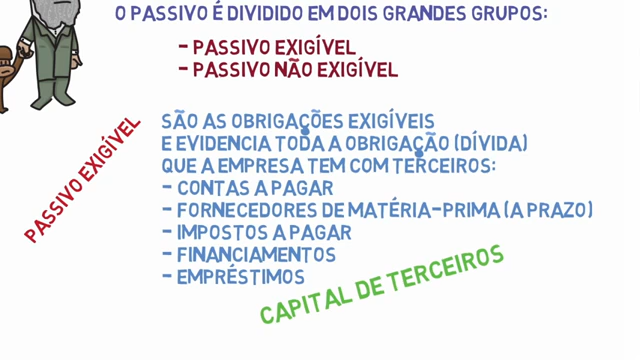 O PASSIVO É DIVIDIDO EM DOIS GRANDES GRUPOS:
- PASSIVO EXIGÍVEL
- PASSIVO NÃO EXIGÍVEL
PASSIVO EXIGÍVEL
SÃO AS OBRIGAÇÕES EXIGÍVEIS
E EVIDENCIA TODA A OBRIGAÇÃO (DÍVIDA)
QUE A EMPRESA TEM COM TERCEIROS:
- CONTAS A PAGAR
- FORNECEDORES DE MATÉRIA-PRIMA (A PRAZO)
- IMPOSTOS A PAGAR
- FINANCIAMENTOS
- EMPRÉSTIMOS
CAPITAL DE TERCEIROS